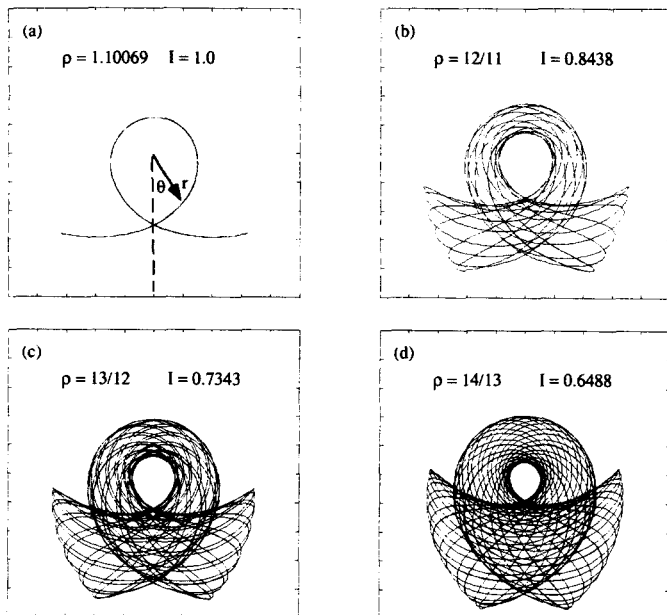 (a)
ρ = 1.10069 I = 1.0
θ r
(b)
ρ = 12/11 I = 0.8438
(c)
ρ = 13/12 I = 0.7343
(d)
ρ = 14/13 I = 0.6488